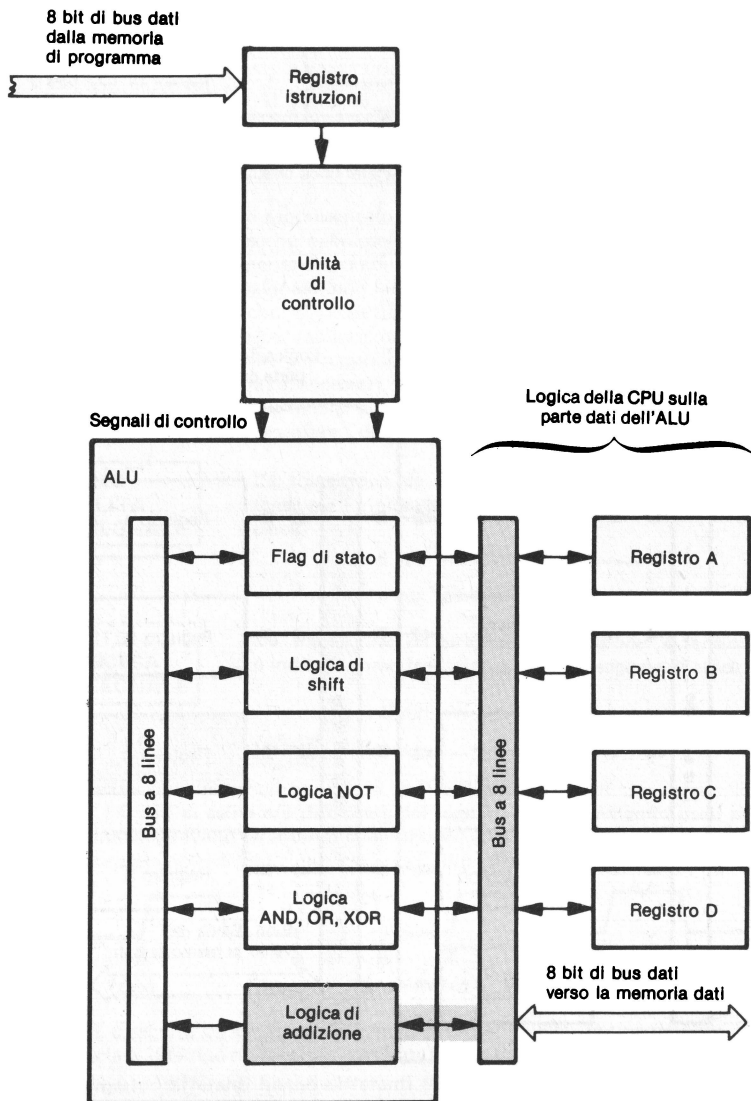 8 bit di bus dati
dalla memoria
di programma
Registro
istruzioni
Unità
di
controllo
Segnali di controllo
Logica della CPU sulla
parte dati dell'ALU
ALU
Bus a 8 linee
Flag di stato
Logica di
shift
Logica NOT
Logica
AND, OR, XOR
Logica di
addizione
Bus a 8 linee
Registro A
Registro B
Registro C
Registro D
8 bit di bus dati
verso la memoria dati